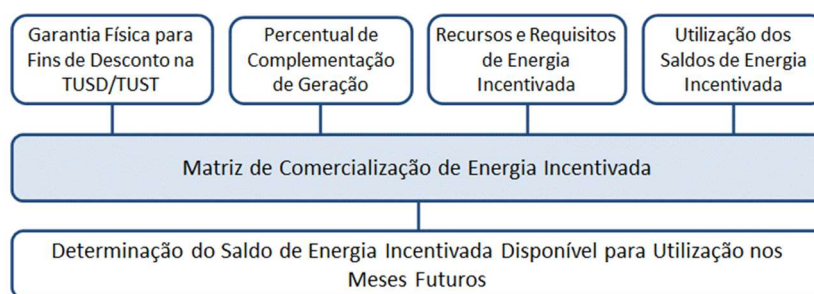 Garantia Física para
Fins de Desconto na
TUSD/TUST
Percentual de
Complementação
de Geração
Recursos e Requisitos
de Energia
Incentivada
Utilização dos
Saldos de Energia
Incentivada
Matriz de Comercialização de Energia Incentivada
Determinação do Saldo de Energia Incentivada Disponível para Utilização nos
Meses Futuros